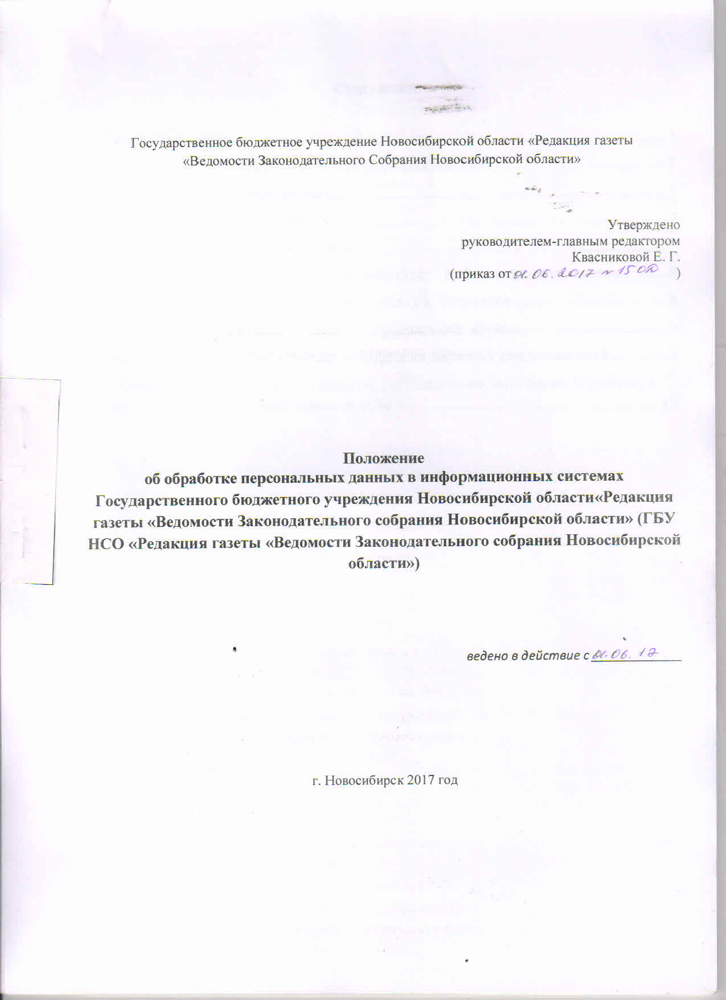 Государственное бюджетное учреждение Новосибирской области «Редакция газеты
«Ведомости Законодательного Собрания Новосибирской области»
Утверждено
руководителем-главным редактором
Квасниковой Е. Г.
(приказ от 01.06.2017 №15 ОД )
Положение
об обработке персональных данных в информационных системах
Государственного бюджетного учреждения Новосибирской области«Редакция
газеты «Ведомости Законодательного собрания Новосибирской области» (ГБУ
НСО «Редакция газеты «Ведомости Законодательного собрания Новосибирской
области»)
ведено в действие с 01.06.17
г. Новосибирск 2017 год